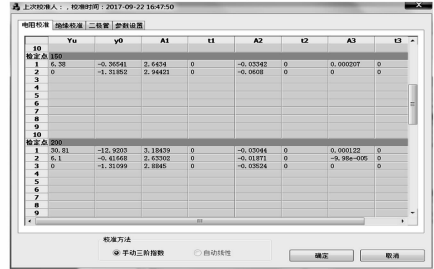 上次校准人：，校准时间：2017-09-22 16:47:50
电阻校准 绝缘校准 二极管 参数设置
Yu y0 A1 t1 A2 t2 A3 t3
10
检定点 150
1 6.38 -0.36541 2.6434 0 -0.03342 0 0.000207 0
2 0 -1.31852 2.94421 0 -0.0608 0 0 0
3
4
5
6
7
8
9
10
检定点 200
1 30.81 -12.9203 3.18439 0 -0.03044 0 0.000122 0
2 6.1 -0.41668 2.63302 0 -0.01871 0 -9.98e-005 0
3 0 -1.31099 2.8845 0 -0.03524 0 0 0
4
5
6
7
8
9
校准方法
手动三阶指数 自动线性
确定 取消